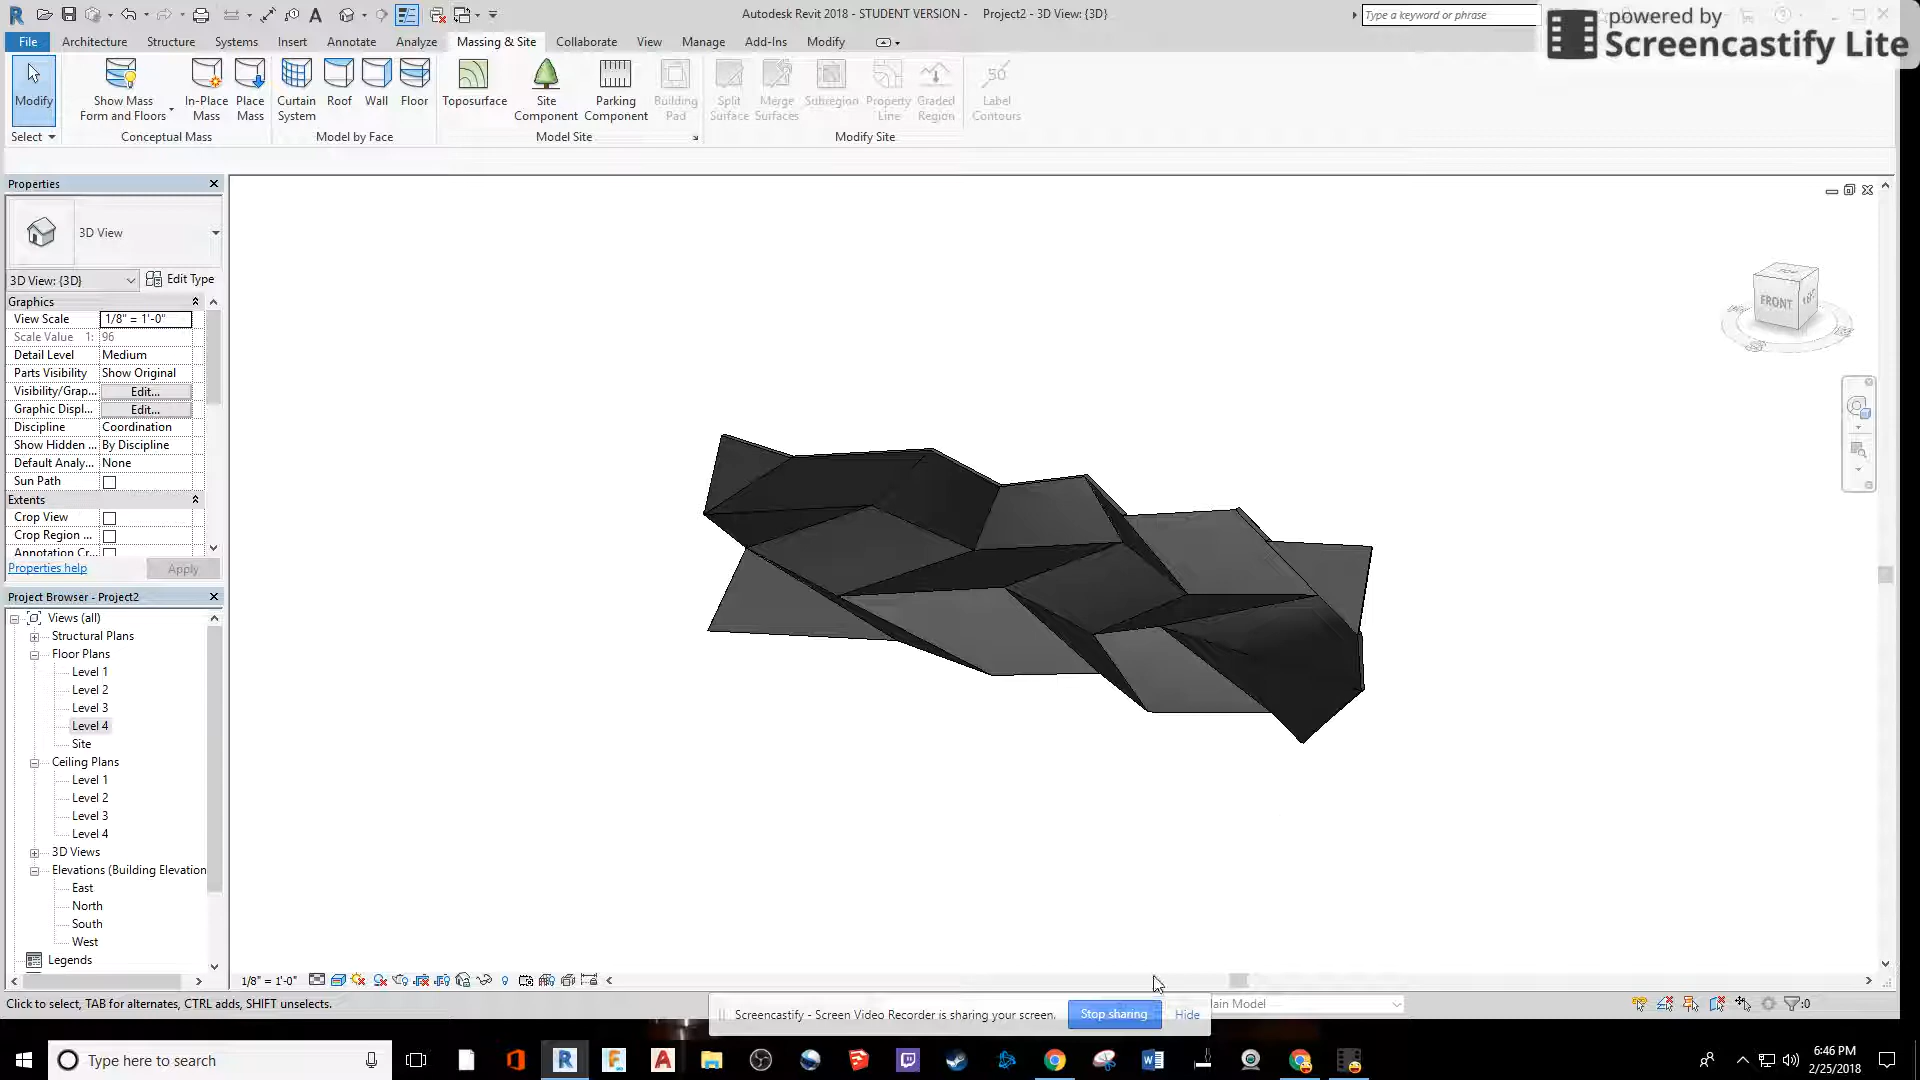 Autodesk Revit 2018 - STUDENT VERSION - Project2 - 3D View: {3D}
Type a keyword or phrase
powered by
Screencastify Lite
File Architecture Structure Systems Insert Annotate Analyze Massing & Site Collaborate View Manage Add-Ins Modify
Modify
Show Mass Form and Floors
In-Place Mass
Place Mass
Curtain System
Roof
Wall
Floor
Toposurface
Site Component
Parking Component
Building Pad
Split Surface
Merge Surfaces
Subregion
Property Line
Graded Region
50
Label Contours
Select
Conceptual Mass
Model by Face
Model Site
Modify Site
Properties
3D View
3D View: {3D}
Edit Type
Graphics
View Scale 1/8" = 1'-0"
Scale Value 1: 96
Detail Level Medium
Parts Visibility Show Original
Visibility/Grap... Edit...
Graphic Displ... Edit...
Discipline Coordination
Show Hidden ... By Discipline
Default Analy... None
Sun Path
Extents
Crop View
Crop Region ...
Annotation Cr...
Properties help
Apply
FRONT
Project Browser - Project2
Views (all)
Structural Plans
Floor Plans
Level 1
Level 2
Level 3
Level 4
Site
Ceiling Plans
Level 1
Level 2
Level 3
Level 4
3D Views
Elevations (Building Elevation
East
North
South
West
Legends
1/8" = 1'-0"
Click to select, TAB for alternates, CTRL adds, SHIFT unselects.
ain Model
:0
Screencastify - Screen Video Recorder is sharing your screen.
Stop sharing
Hide
Type here to search
6:46 PM
2/25/2018